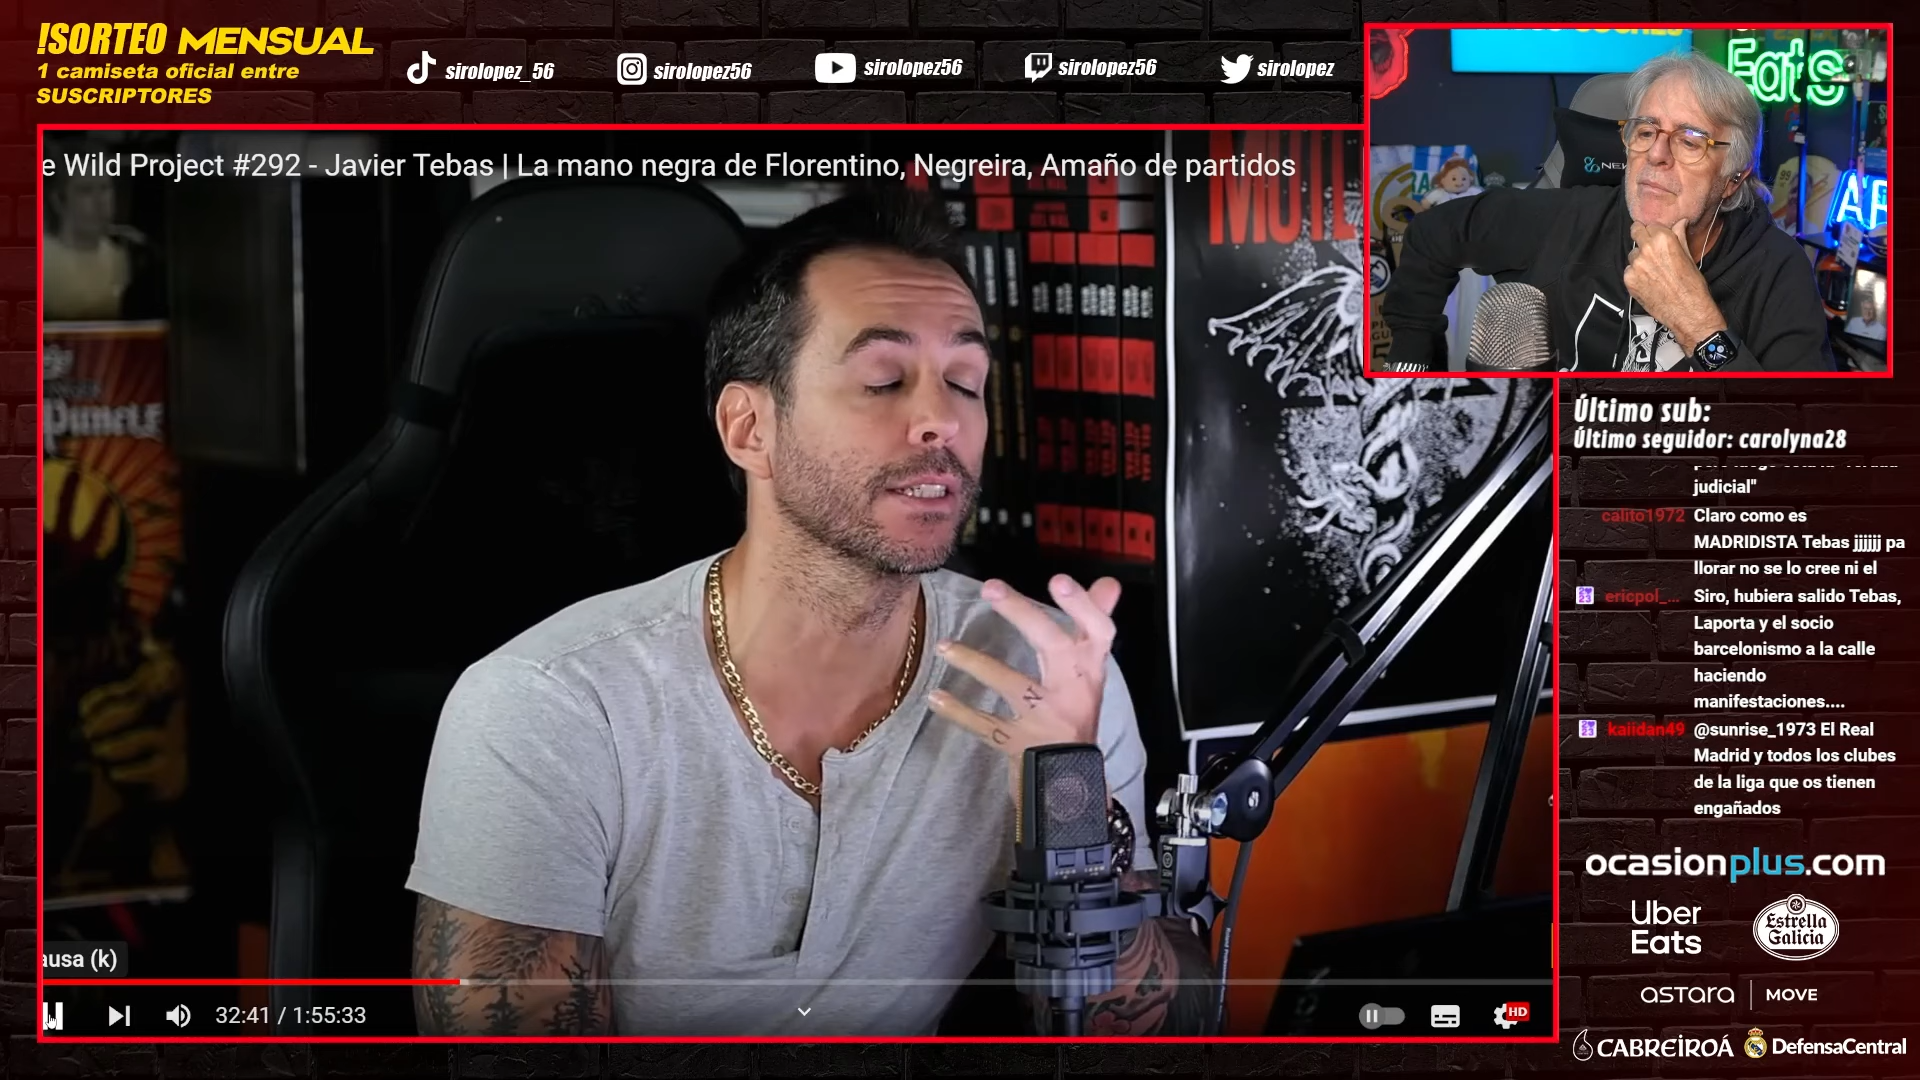 !SORTEO MENSUAL
1 camiseta oficial entre
SUSCRIPTORES
sirolopez_56
sirolopez56
sirolopez56
sirolopez56
sirolopez
e Wild Project #292 - Javier Tebas | La mano negra de Florentino, Negreira, Amaño de partidos
Eats
Último sub:
Último seguidor: carolyna28
judicial"
calito1972 Claro como es
MADRIDISTA Tebas jjjjjj pa
llorar no se lo cree ni el
ericpol_... Siro, hubiera salido Tebas,
Laporta y el socio
barcelonismo a la calle
haciendo
manifestaciones....
kaiidan49 @sunrise_1973 El Real
Madrid y todos los clubes
de la liga que os tienen
engañados
ausa (k)
32:41 / 1:55:33
HD
ocasionplus.com
Uber
Eats
Estrella
Galicia
astara | MOVE
CABREIROÁ
DefensaCentral